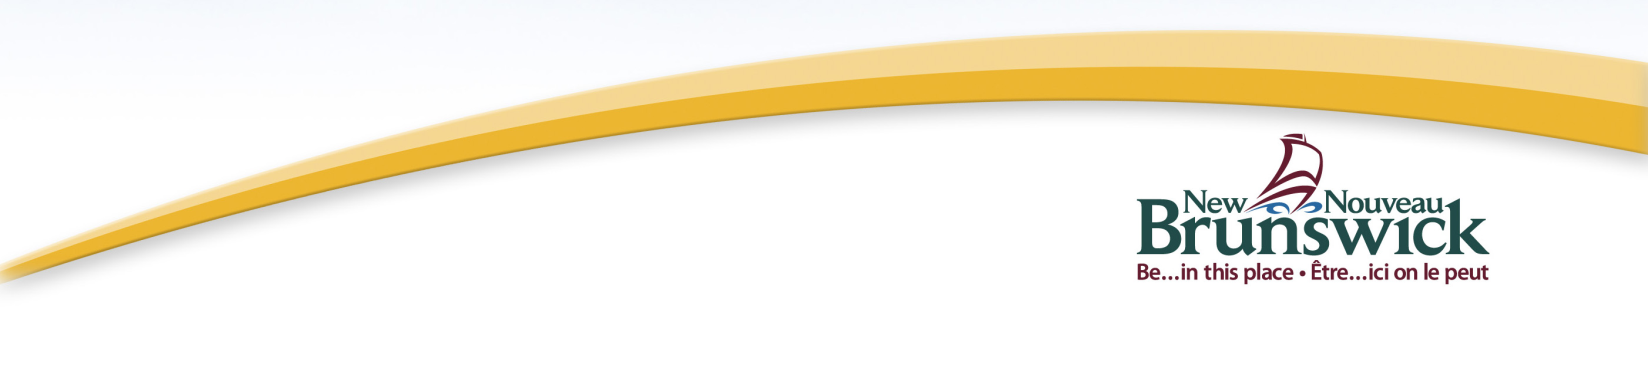 New Nouveau
Brunswick
Be...in this place • Être...ici on le peut